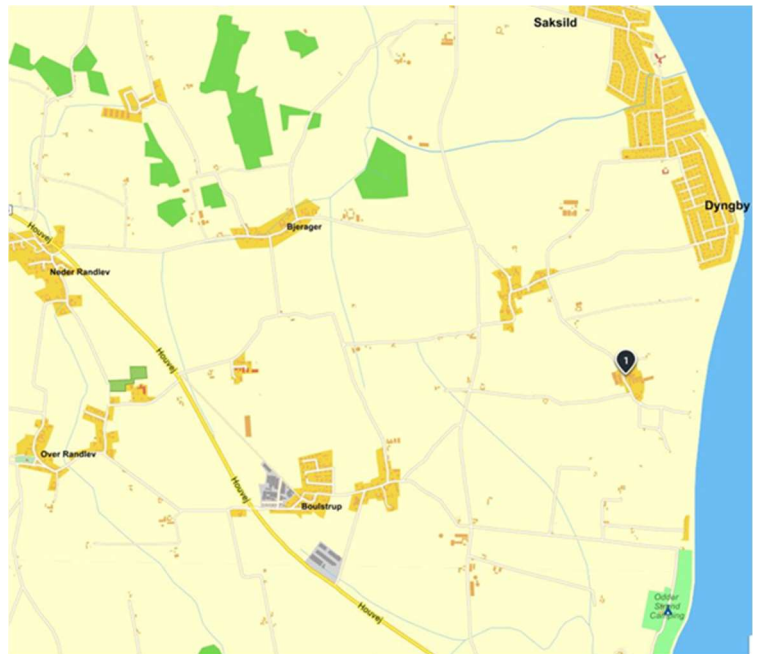 Saksild
Dyngby
Houvej
Bjerager
Neder Randlev
Houvej
1
Over Randlev
Houvej
Boulstrup
Houvej
Odder
Strand
Camping